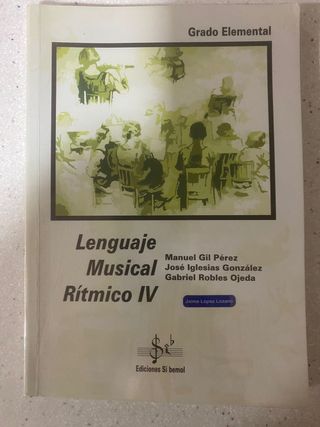 Grado Elemental
Lenguaje
Musical
Rítmico IV
Manuel Gil Pérez
José Iglesias González
Gabriel Robles Ojeda
Jaime López Lozano
Ediciones Si bemol